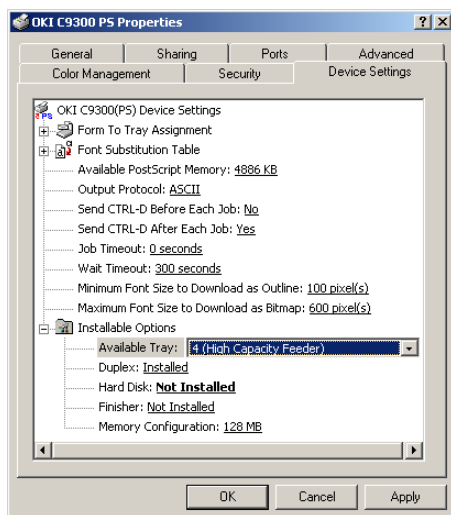 OKI C9300 PS Properties
General Sharing Ports Advanced
Color Management Security Device Settings
OKI C9300(PS) Device Settings
Form To Tray Assignment
Font Substitution Table
Available PostScript Memory: 4886 KB
Output Protocol: ASCII
Send CTRL-D Before Each Job: No
Send CTRL-D After Each Job: Yes
Job Timeout: 0 seconds
Wait Timeout: 300 seconds
Minimum Font Size to Download as Outline: 100 pixel(s)
Maximum Font Size to Download as Bitmap: 600 pixel(s)
Installable Options
Available Tray: 4 (High Capacity Feeder)
Duplex: Installed
Hard Disk: Not Installed
Finisher: Not Installed
Memory Configuration: 128 MB
OK Cancel Apply